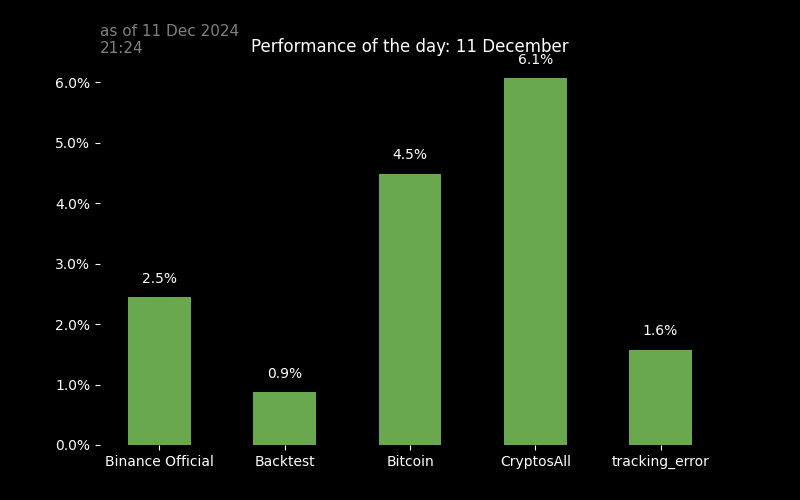 as of 11 Dec 2024
21:24
Performance of the day: 11 December
6.1%
6.0%
5.0%
4.5%
4.0%
3.0%
2.5%
2.0%
1.6%
1.0%
0.9%
0.0%
Binance Official
Backtest
Bitcoin
CryptosAll
tracking_error